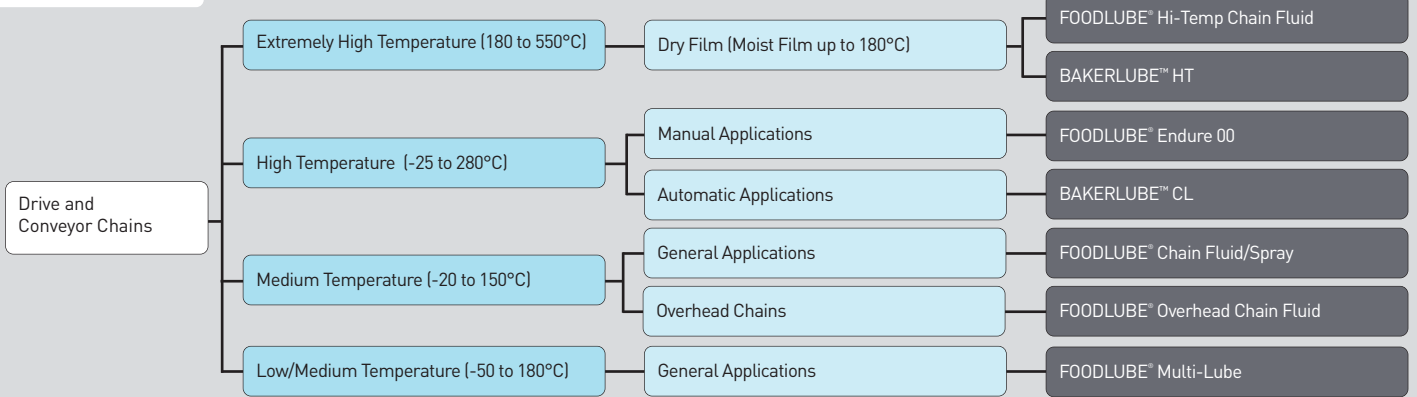 FOODLUBE® Hi-Temp Chain Fluid
Extremely High Temperature (180 to 550°C)
Dry Film (Moist Film up to 180°C)
BAKERLUBE™ HT
Manual Applications
FOODLUBE® Endure 00
High Temperature (-25 to 280°C)
Automatic Applications
BAKERLUBE™ CL
Drive and
Conveyor Chains
General Applications
FOODLUBE® Chain Fluid/Spray
Medium Temperature (-20 to 150°C)
Overhead Chains
FOODLUBE® Overhead Chain Fluid
Low/Medium Temperature (-50 to 180°C)
General Applications
FOODLUBE® Multi-Lube